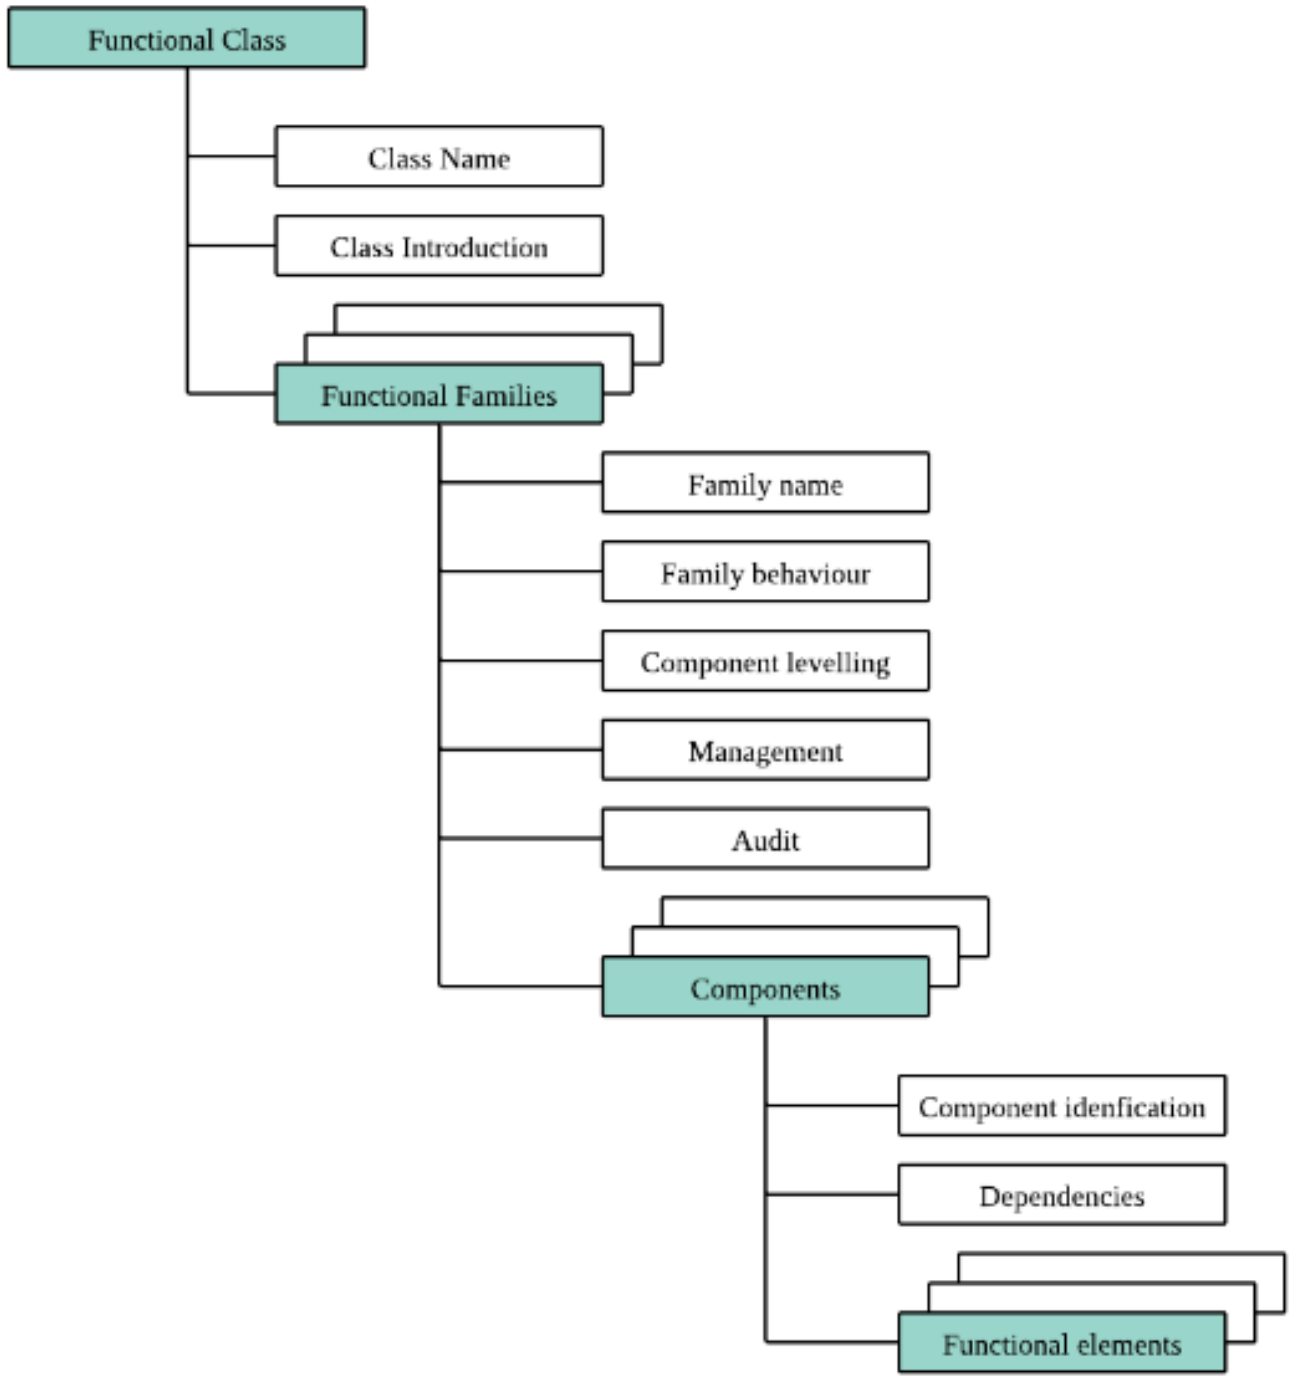 Functional Class
Class Name
Class Introduction
Functional Families
Family name
Family behaviour
Component levelling
Management
Audit
Components
Component idenfication
Dependencies
Functional elements